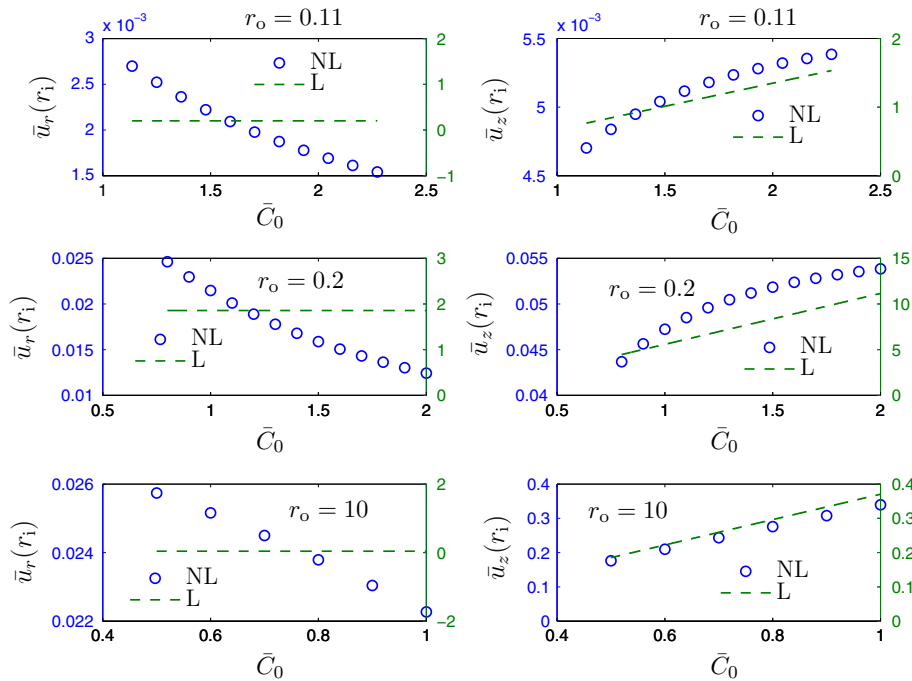 × 10⁻³ r_o = 0.11
3 2
2.5 NL 1
L
2 0
1.5 −1
1 1.5 2 2.5
ū_r(r_i)
C̄_0
× 10⁻³ r_o = 0.11
5.5 2
5 NL 1
L
4.5 0
1 1.5 2 2.5
ū_z(r_i)
C̄_0
0.025 3
r_o = 0.2
0.02 2
0.015 NL 1
L
0.01 0
0.5 1 1.5 2
ū_r(r_i)
C̄_0
0.055 15
r_o = 0.2
0.05 10
0.045 NL 5
L
0.04 0
0.5 1 1.5 2
ū_z(r_i)
C̄_0
0.026 2
r_o = 10
0.024 0
NL
L
0.022 −2
0.4 0.6 0.8 1
ū_r(r_i)
C̄_0
0.4 0.4
r_o = 10
0.3 0.3
0.2 0.2
NL
0.1 L 0.1
0 0
0.4 0.6 0.8 1
ū_z(r_i)
C̄_0